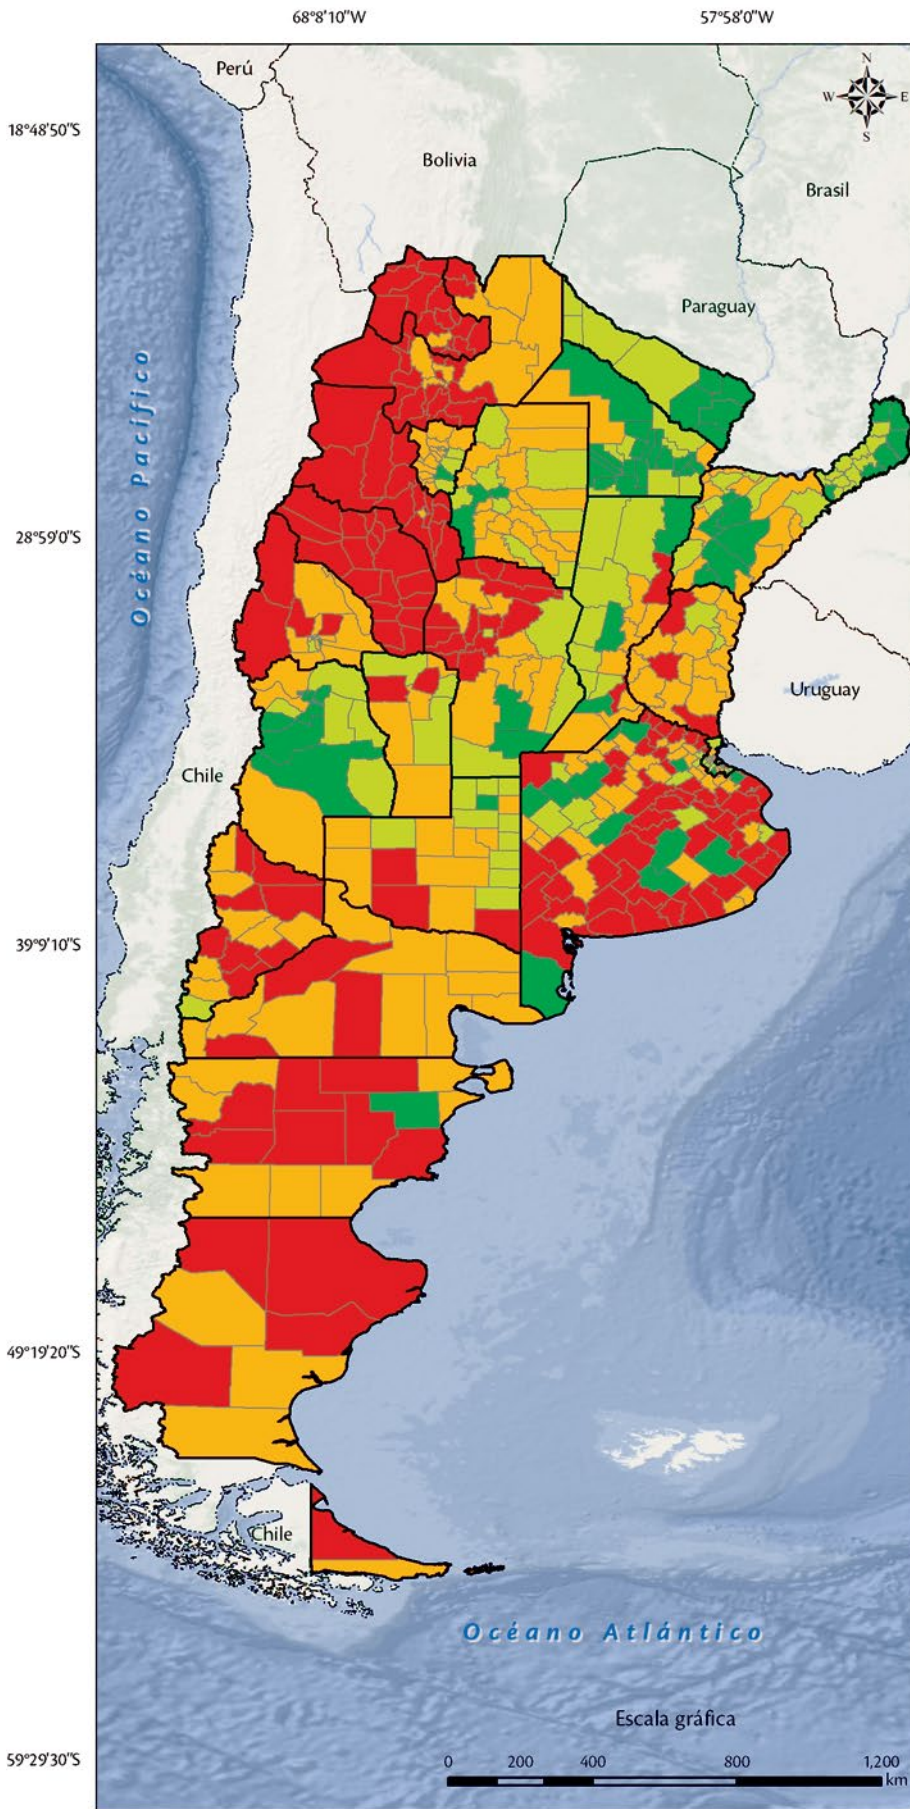 68°8'10"W
57°58'0"W
Perú
N
W
E
S
18°48'50"S
Bolivia
Brasil
Paraguay
Océano Pacífico
28°59'0"S
Uruguay
Chile
39°9'10"S
49°19'20"S
Chile
Océano Atlántico
Escala gráfica
59°29'30"S
0 200 400 800 1,200
km